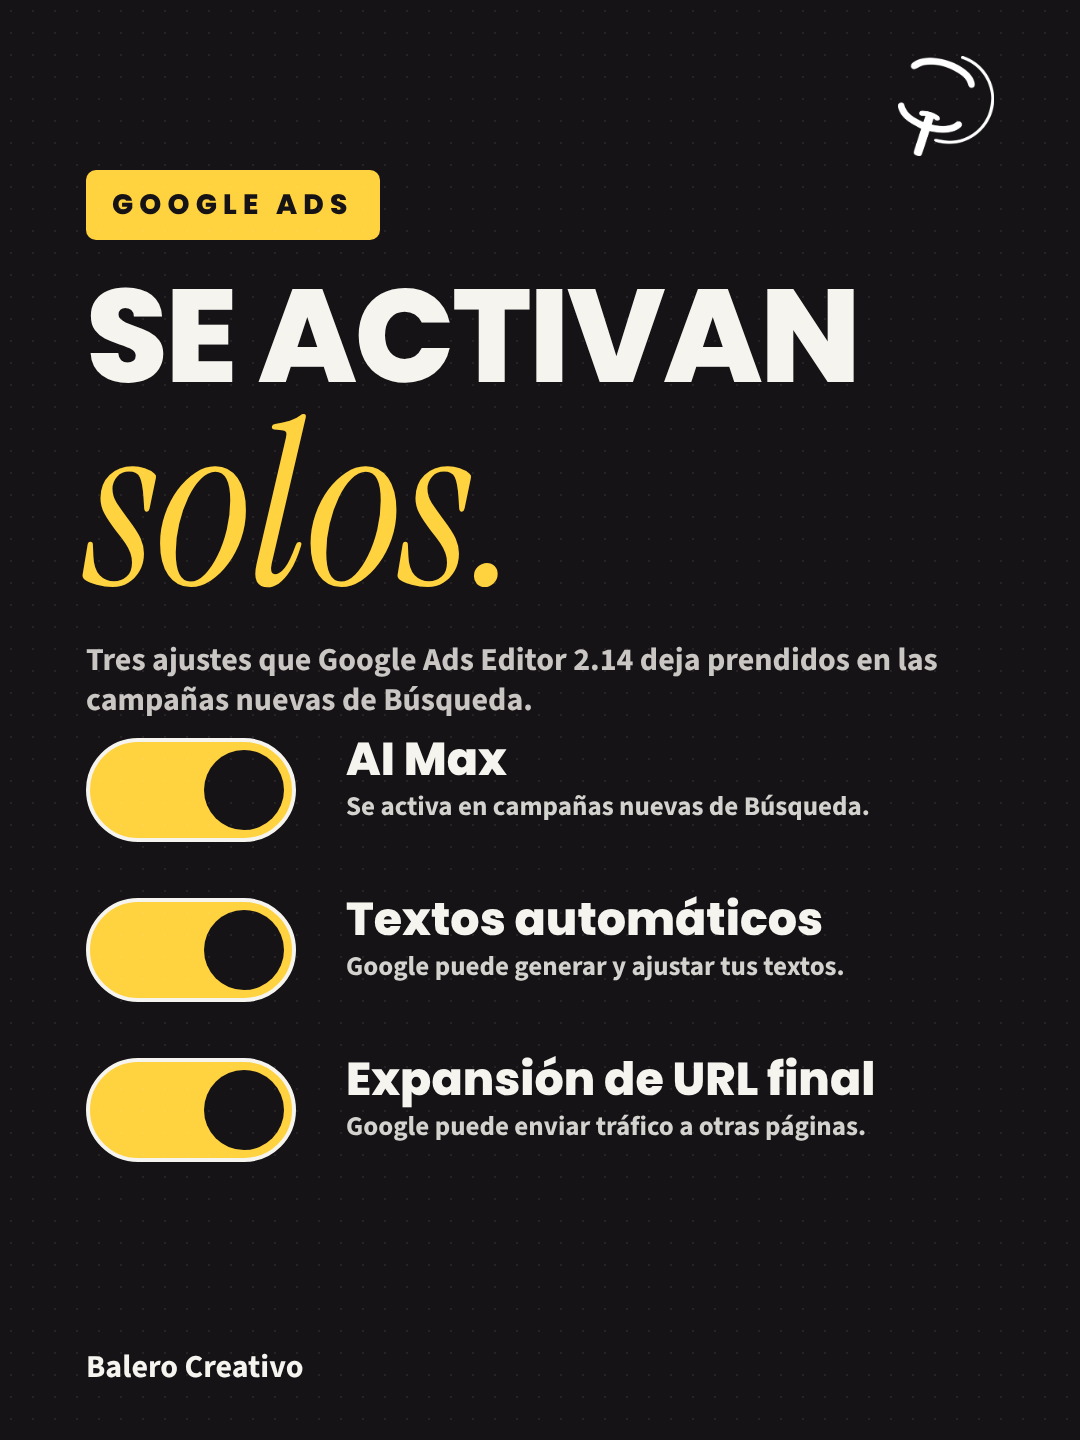 GOOGLE ADS
SE ACTIVAN
solos.
Tres ajustes que Google Ads Editor 2.14 deja prendidos en las
campañas nuevas de Búsqueda.
AI Max
Se activa en campañas nuevas de Búsqueda.
Textos automáticos
Google puede generar y ajustar tus textos.
Expansión de URL final
Google puede enviar tráfico a otras páginas.
Balero Creativo